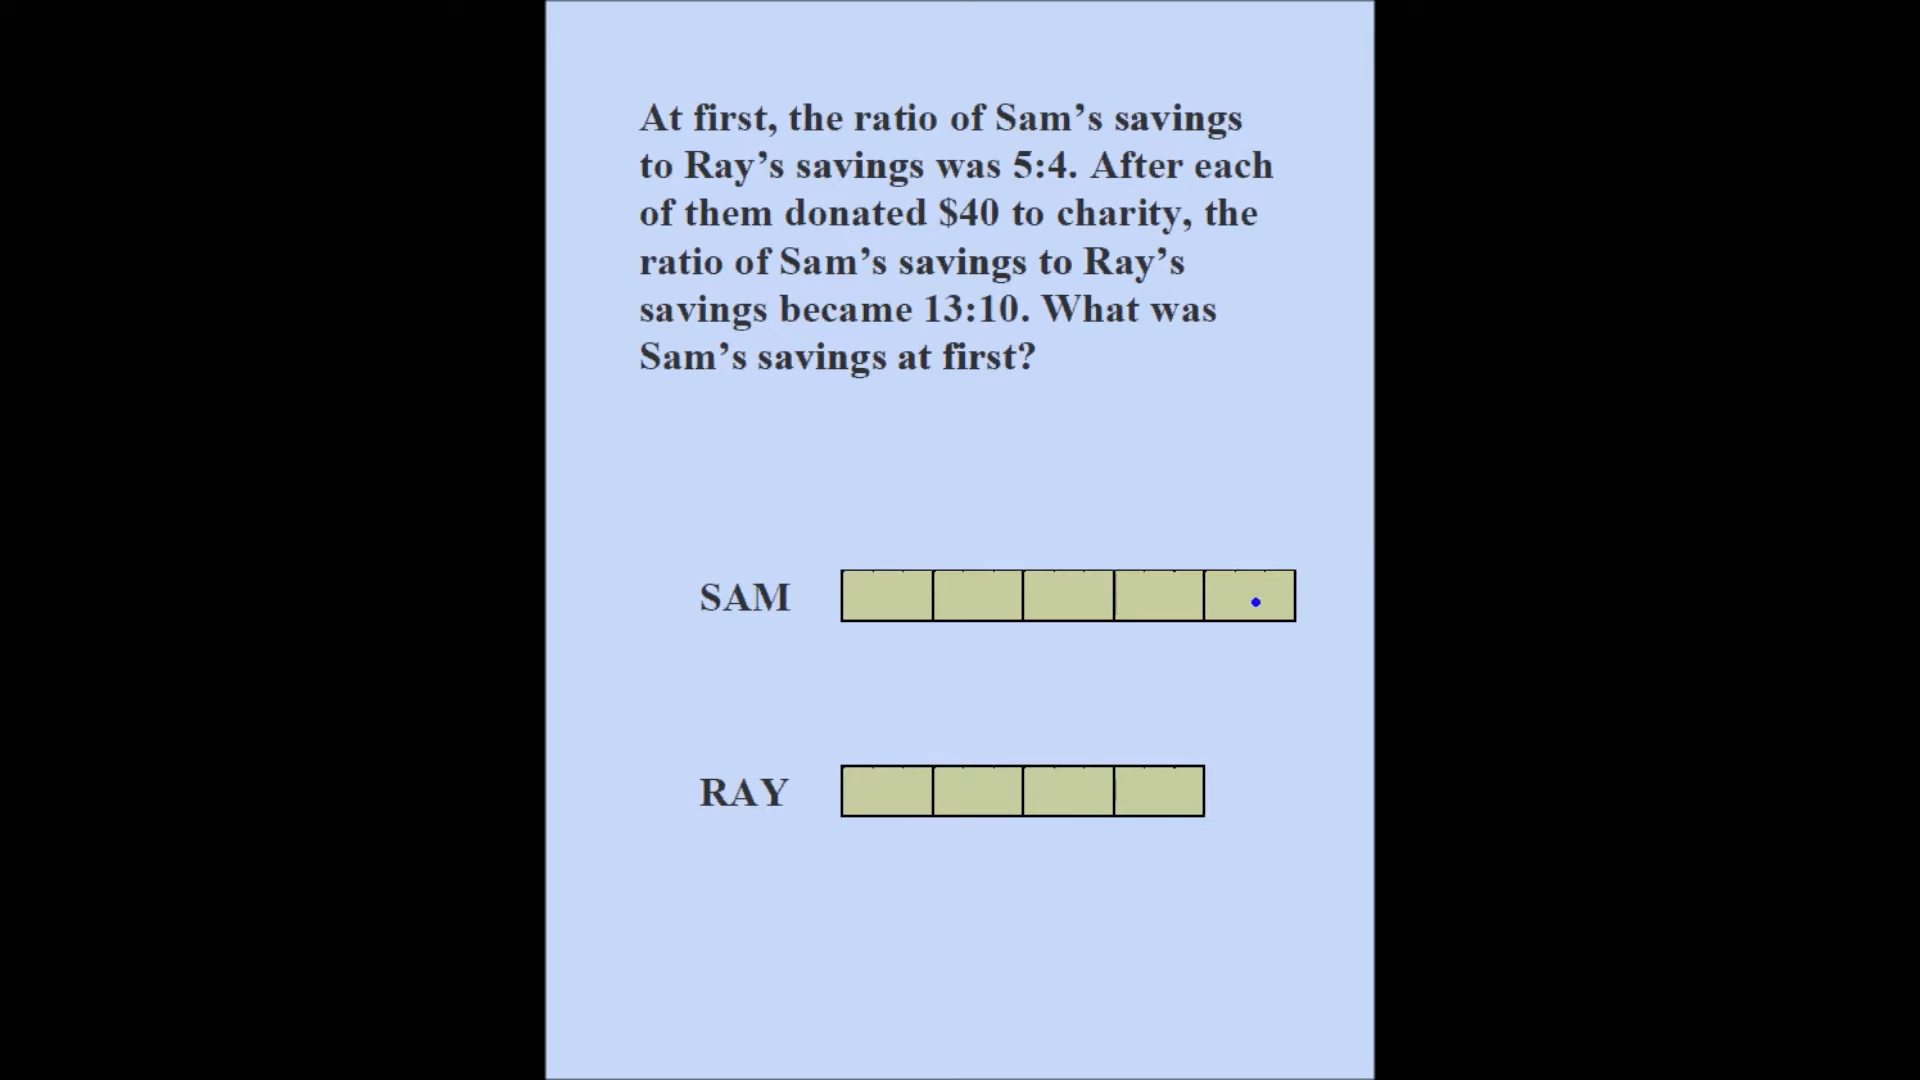 At first, the ratio of Sam’s savings
to Ray’s savings was 5:4. After each
of them donated $40 to charity, the
ratio of Sam’s savings to Ray’s
savings became 13:10. What was
Sam’s savings at first?
SAM
RAY